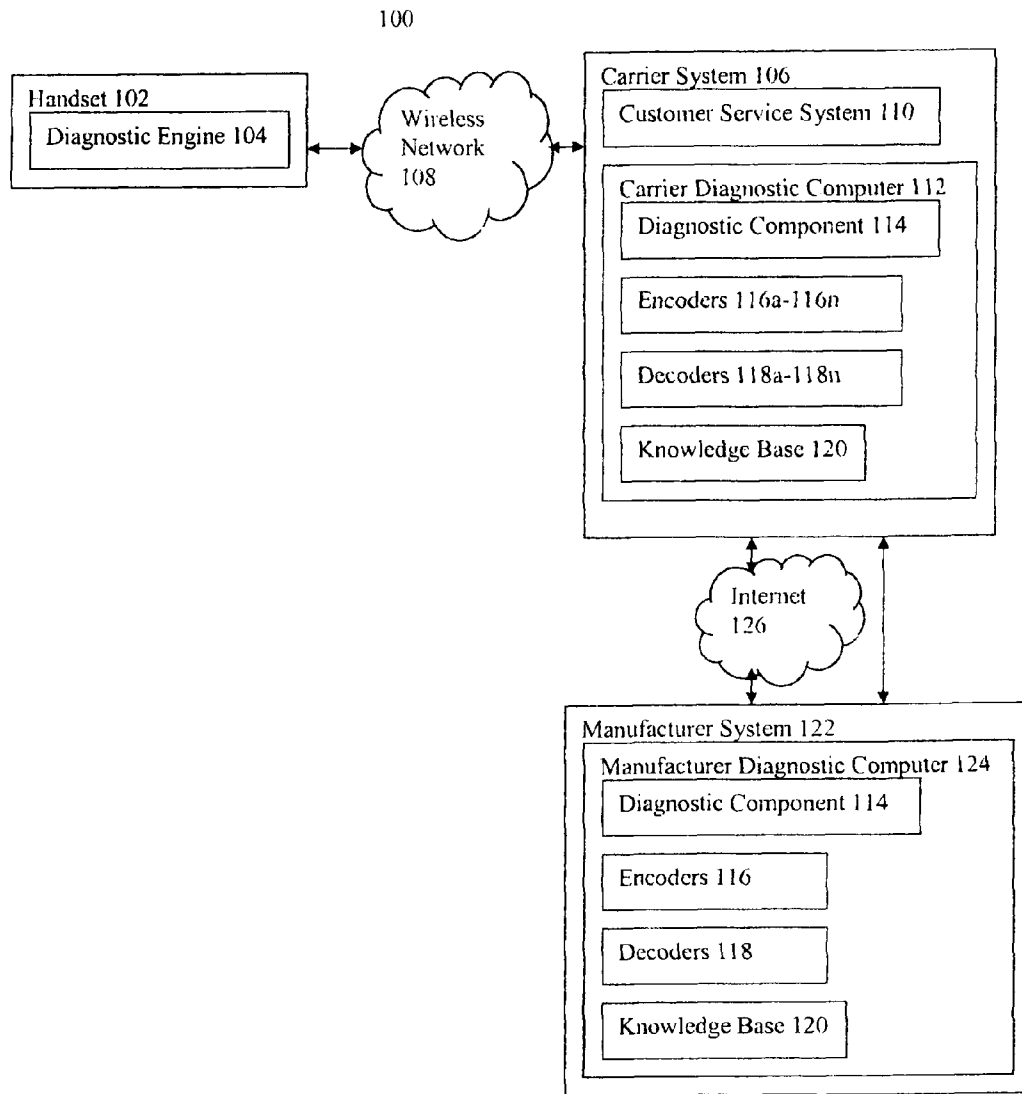 100
Handset 102
Diagnostic Engine 104
Wireless
Network
108
Carrier System 106
Customer Service System 110
Carrier Diagnostic Computer 112
Diagnostic Component 114
Encoders 116a-116n
Decoders 118a-118n
Knowledge Base 120
Internet
126
Manufacturer System 122
Manufacturer Diagnostic Computer 124
Diagnostic Component 114
Encoders 116
Decoders 118
Knowledge Base 120